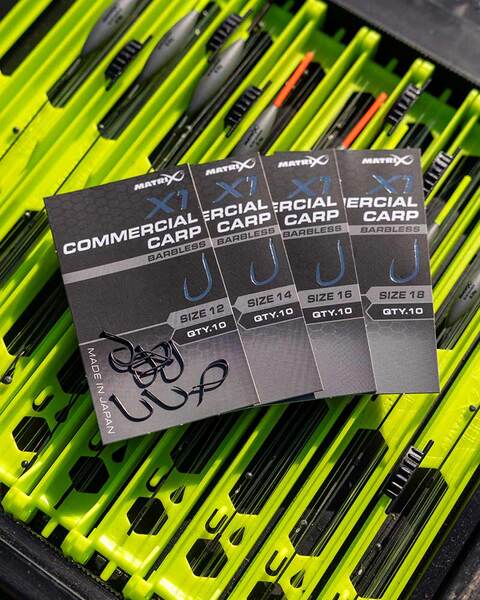 MATRIX
X1
COMMERCIAL
CARP
BARBLESS
SIZE 12
QTY.10
MADE IN JAPAN
MATRIX
X1
ERCIAL
CARP
BARBLESS
SIZE 14
QTY.10
MATRIX
X1
ERCIAL
CARP
BARBLESS
SIZE 16
QTY.10
MATRIX
X1
ERCIAL
CARP
BARBLESS
SIZE 18
QTY.10